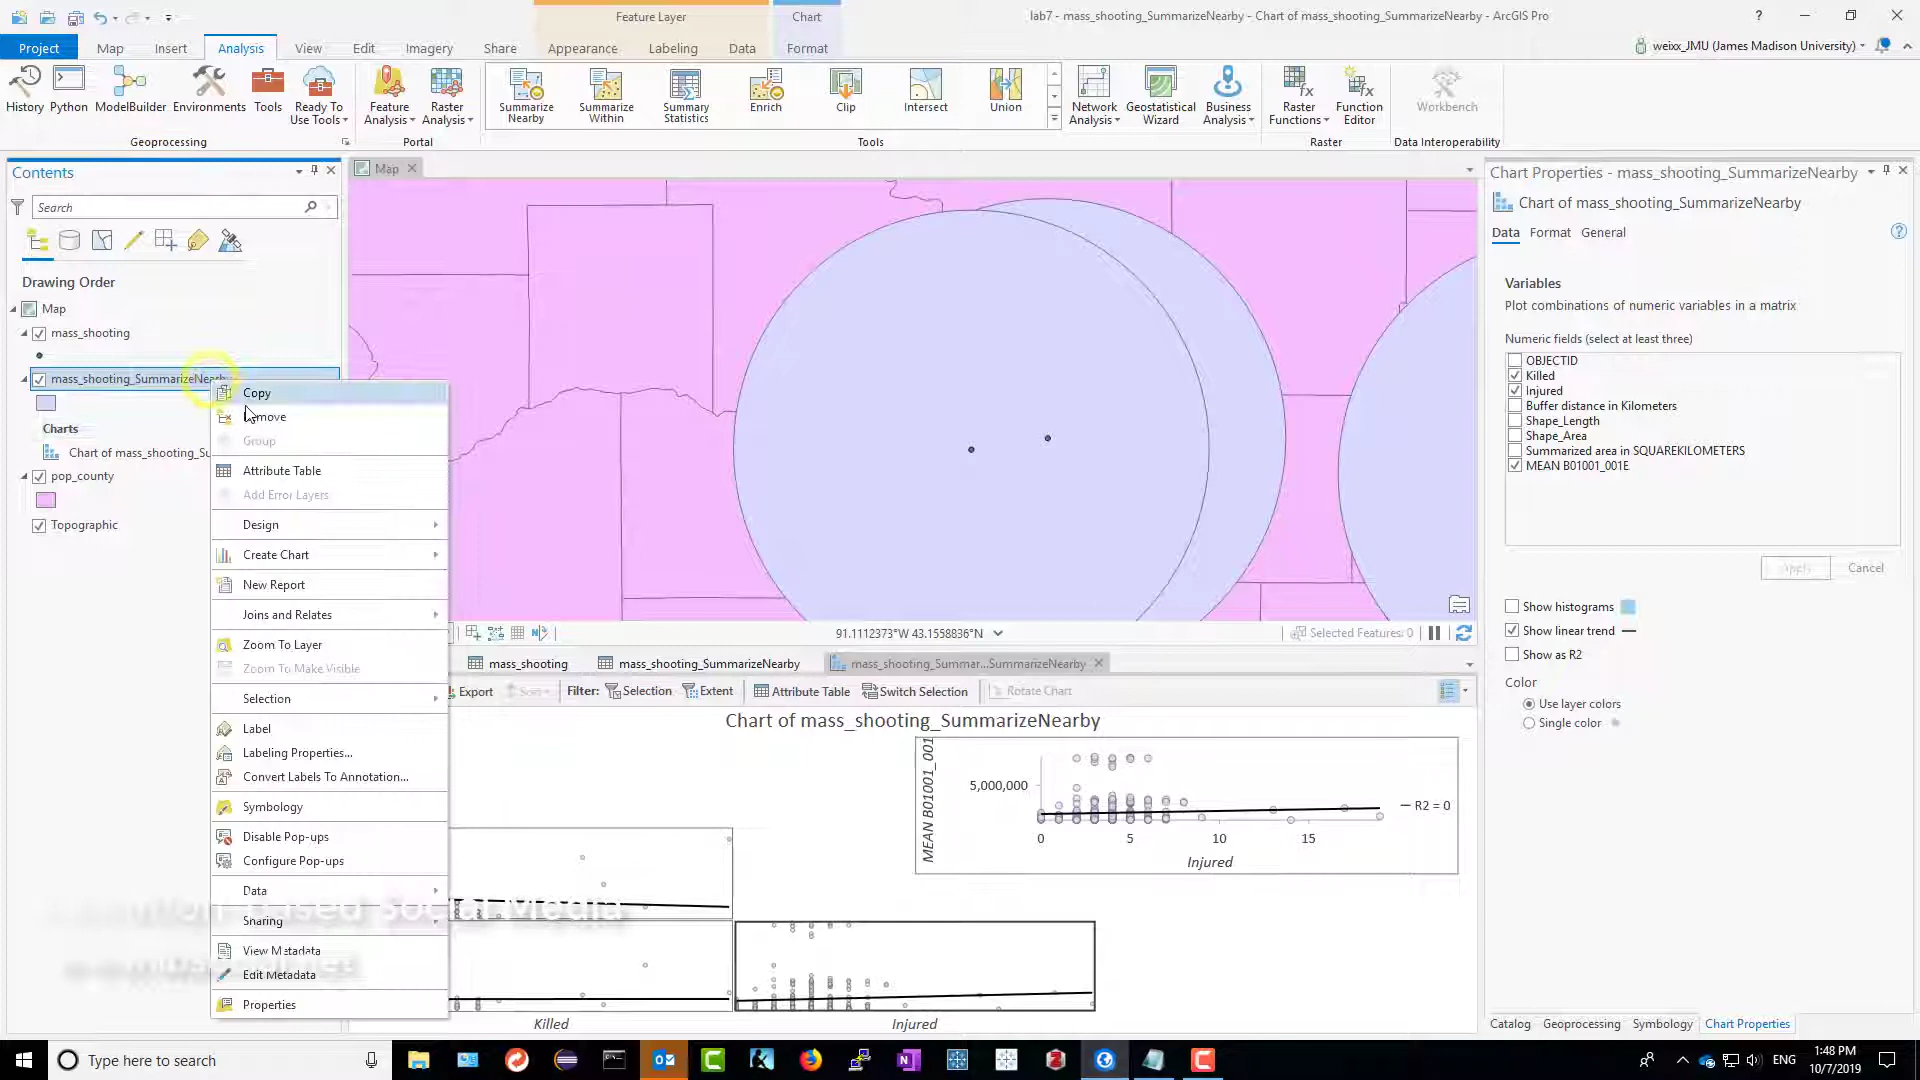 lab7 - mass_shooting_SummarizeNearby - Chart of mass_shooting_SummarizeNearby - ArcGIS Pro
Feature Layer
Chart
Project
Map
Insert
Analysis
View
Edit
Imagery
Share
Appearance
Labeling
Data
Format
weixx_JMU (James Madison University)
History
Python
ModelBuilder
Environments
Tools
Ready To Use Tools
Feature Analysis
Raster Analysis
Summarize Nearby
Summarize Within
Summary Statistics
Enrich
Clip
Intersect
Union
Network Analysis
Geostatistical Wizard
Business Analysis
Raster Functions
Function Editor
Workbench
Geoprocessing
Portal
Tools
Raster
Data Interoperability
Contents
Search
Drawing Order
Map
mass_shooting
mass_shooting_SummarizeNearby
Charts
Chart of mass_shooting_Su
pop_county
Topographic
Copy
Remove
Group
Attribute Table
Add Error Layers
Design
Create Chart
New Report
Joins and Relates
Zoom To Layer
Zoom To Make Visible
Selection
Label
Labeling Properties...
Convert Labels To Annotation...
Symbology
Disable Pop-ups
Configure Pop-ups
Data
Sharing
View Metadata
Edit Metadata
Properties
Based Social Media
Map
91.1112373°W 43.1558836°N
Selected Features: 0
mass_shooting
mass_shooting_SummarizeNearby
mass_shooting_Summar...SummarizeNearby
Export
Sort
Filter:
Selection
Extent
Attribute Table
Switch Selection
Rotate Chart
Chart of mass_shooting_SummarizeNearby
MEAN B01001_001
5,000,000
R2 = 0
0
5
10
15
Injured
Killed
Injured
Chart Properties - mass_shooting_SummarizeNearby
Chart of mass_shooting_SummarizeNearby
Data
Format
General
Variables
Plot combinations of numeric variables in a matrix
Numeric fields (select at least three)
OBJECTID
Killed
Injured
Buffer distance in Kilometers
Shape_Length
Shape_Area
Summarized area in SQUAREKILOMETERS
MEAN B01001_001E
Apply
Cancel
Show histograms
Show linear trend
Show as R2
Color
Use layer colors
Single color
Catalog
Geoprocessing
Symbology
Chart Properties
Type here to search
ENG
1:48 PM
10/7/2019